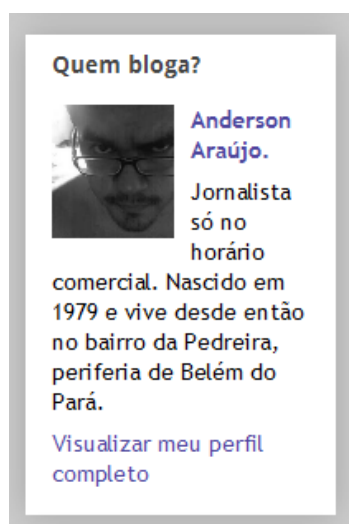 Quem bloga?
Anderson
Araújo.
Jornalista
só no
horário
comercial. Nascido em
1979 e vive desde então
no bairro da Pedreira,
periferia de Belém do
Pará.
Visualizar meu perfil
completo